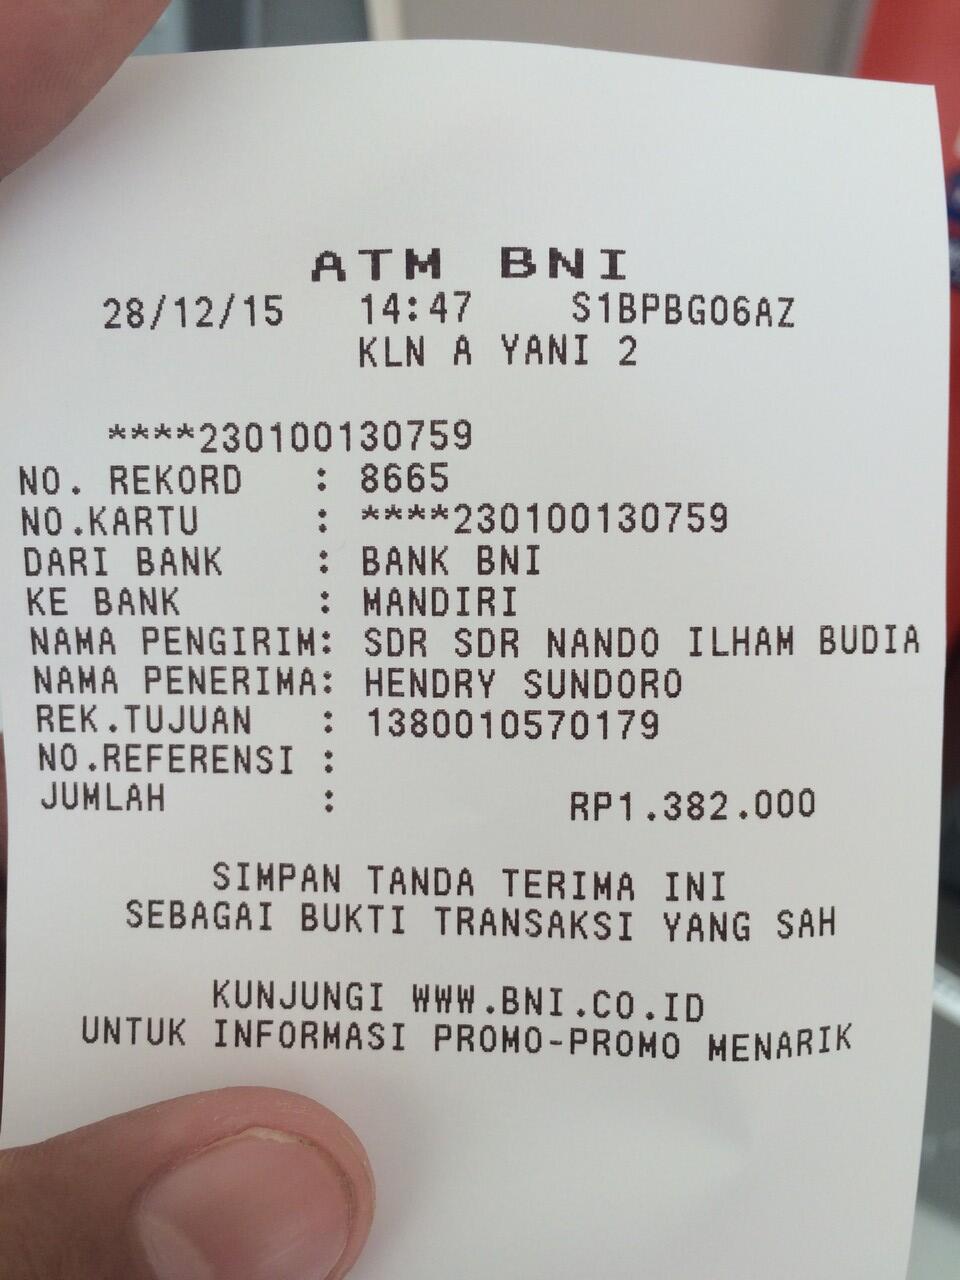 ATM BNI
28/12/15 14:47 S1BPBG06AZ
KLN A YANI 2
****230100130759
NO. REKORD : 8665
NO.KARTU : ****230100130759
DARI BANK : BANK BNI
KE BANK : MANDIRI
NAMA PENGIRIM: SDR SDR NANDO ILHAM BUDIA
NAMA PENERIMA: HENDRY SUNDORO
REK.TUJUAN : 1380010570179
NO.REFERENSI :
JUMLAH : RP1.382.000
SIMPAN TANDA TERIMA INI
SEBAGAI BUKTI TRANSAKSI YANG SAH
KUNJUNGI WWW.BNI.CO.ID
UNTUK INFORMASI PROMO-PROMO MENARIK